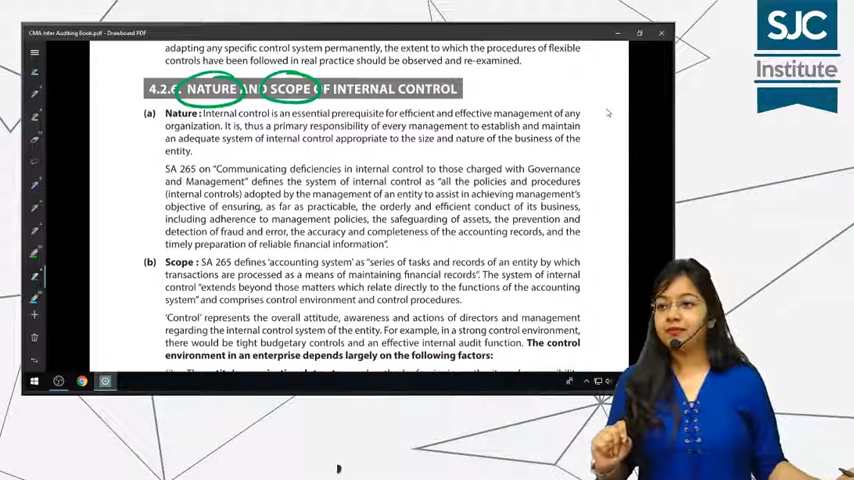 CMA Inter Auditing Book.pdf - Drawboard PDF
SJC
Institute
adapting any specific control system permanently, the extent to which the procedures of flexible
controls have been followed in real practice should be observed and re-examined.
4.2.6. NATURE AND SCOPE OF INTERNAL CONTROL
(a) Nature : Internal control is an essential prerequisite for efficient and effective management of any
organization. It is, thus a primary responsibility of every management to establish and maintain
an adequate system of internal control appropriate to the size and nature of the business of the
entity.
SA 265 on "Communicating deficiencies in internal control to those charged with Governance
and Management" defines the system of internal control as "all the policies and procedures
(internal controls) adopted by the management of an entity to assist in achieving management's
objective of ensuring, as far as practicable, the orderly and efficient conduct of its business,
including adherence to management policies, the safeguarding of assets, the prevention and
detection of fraud and error, the accuracy and completeness of the accounting records, and the
timely preparation of reliable financial information".
(b) Scope : SA 265 defines 'accounting system' as "series of tasks and records of an entity by which
transactions are processed as a means of maintaining financial records". The system of internal
control "extends beyond those matters which relate directly to the functions of the accounting
system" and comprises control environment and control procedures.
'Control' represents the overall attitude, awareness and actions of directors and management
regarding the internal control system of the entity. For example, in a strong control environment,
there would be tight budgetary controls and an effective internal audit function. The control
environment in an enterprise depends largely on the following factors: